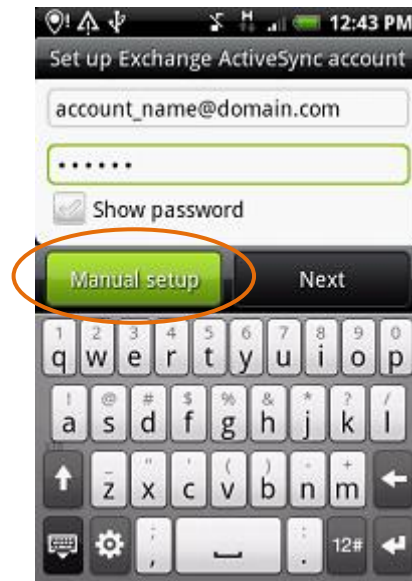 12:43 PM
Set up Exchange ActiveSync account
account_name@domain.com
••••••
Show password
Manual setup Next
1 2 3 4 5 6 7 8 9 0
q w e r t y u i o p
! @ # $ % & * ? /
a s d f g h j k l
_ " ' ( ) - +
z x c v b n m
; :
, . 12#